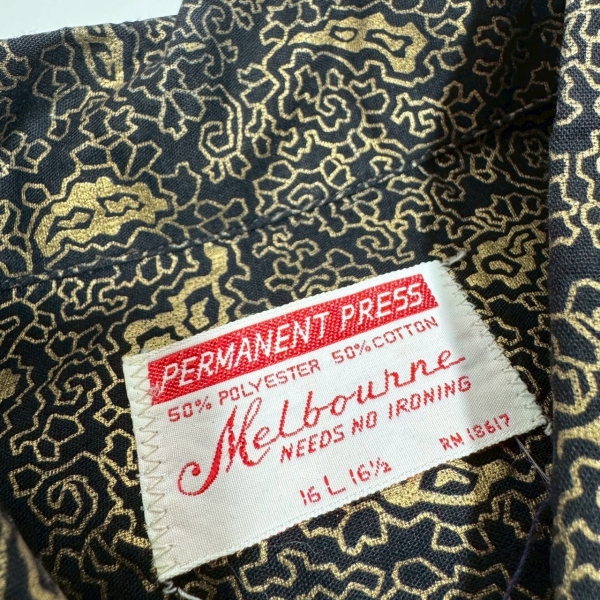 PERMANENT PRESS
50% POLYESTER 50% COTTON
Melbourne
NEEDS NO IRONING
RN 18617
16 L 16½